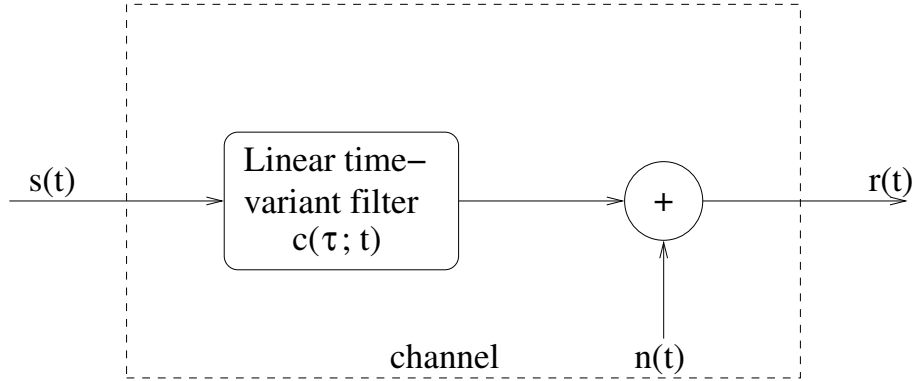 s(t)
Linear time−
variant filter
c(τ; t)
+
r(t)
channel
n(t)